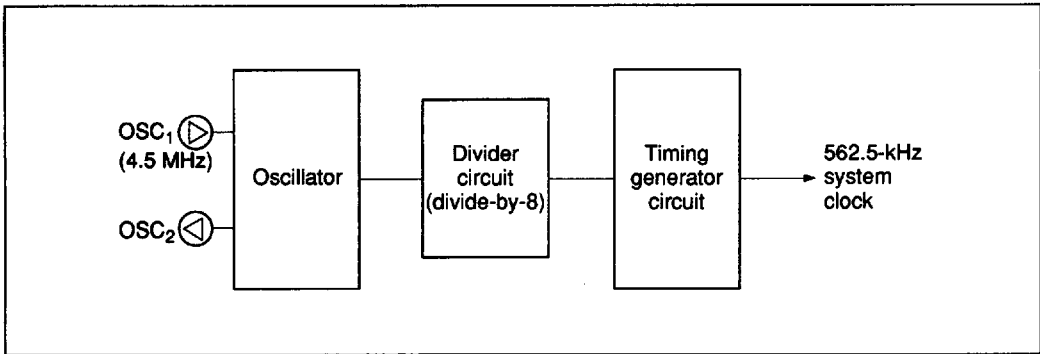 OSC₁
(4.5 MHz)
OSC₂
Oscillator
Divider
circuit
(divide-by-8)
Timing
generator
circuit
562.5-kHz
system
clock